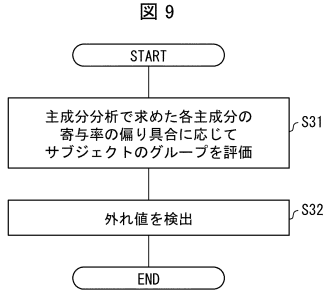 図 9
START
主成分分析で求めた各主成分の
寄与率の偏り具合に応じて
サブジェクトのグループを評価
S31
外れ値を検出
S32
END